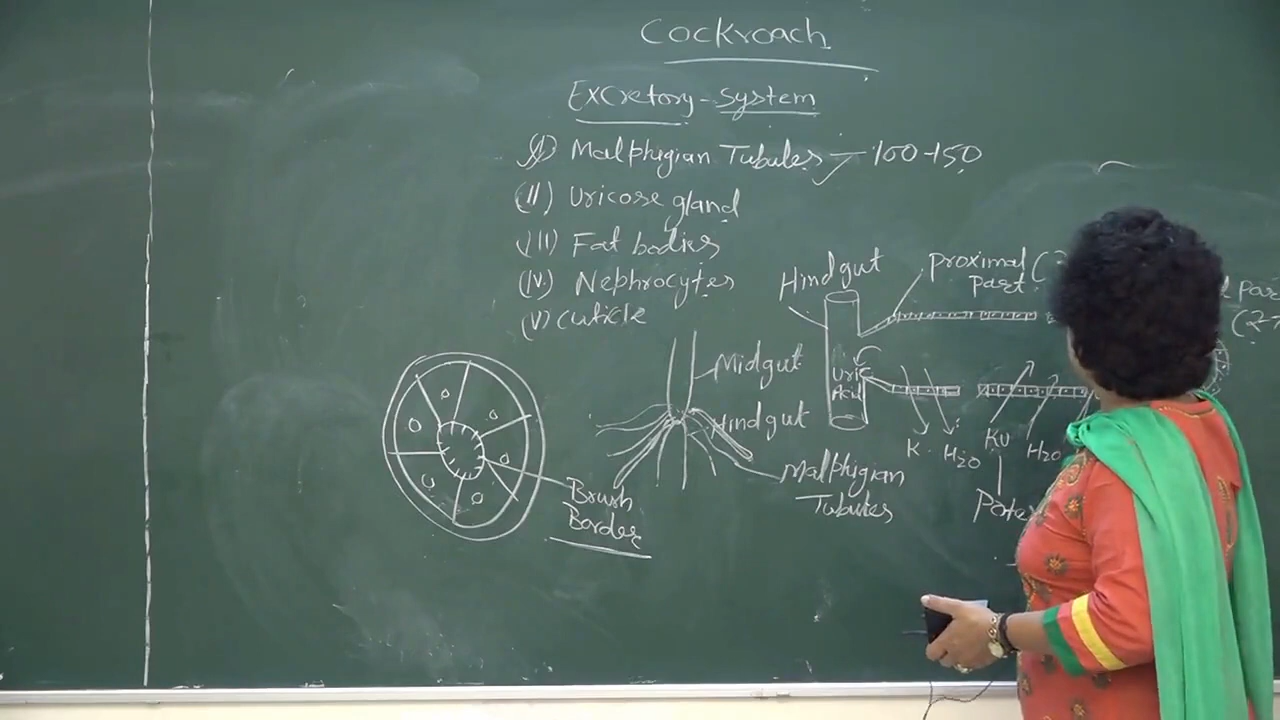 Cockroach
Excretory-System
(I) Malphigian Tubules - 100-150
(II) Uricose gland
(III) Fat bodies
(IV) Nephrocytes
(V) Cuticle
Hindgut
proximal
part
par
Midgut
Uric
Acid
Hindgut
K H2O
KU H2O
Malphigian
Tubules
Brush
Border